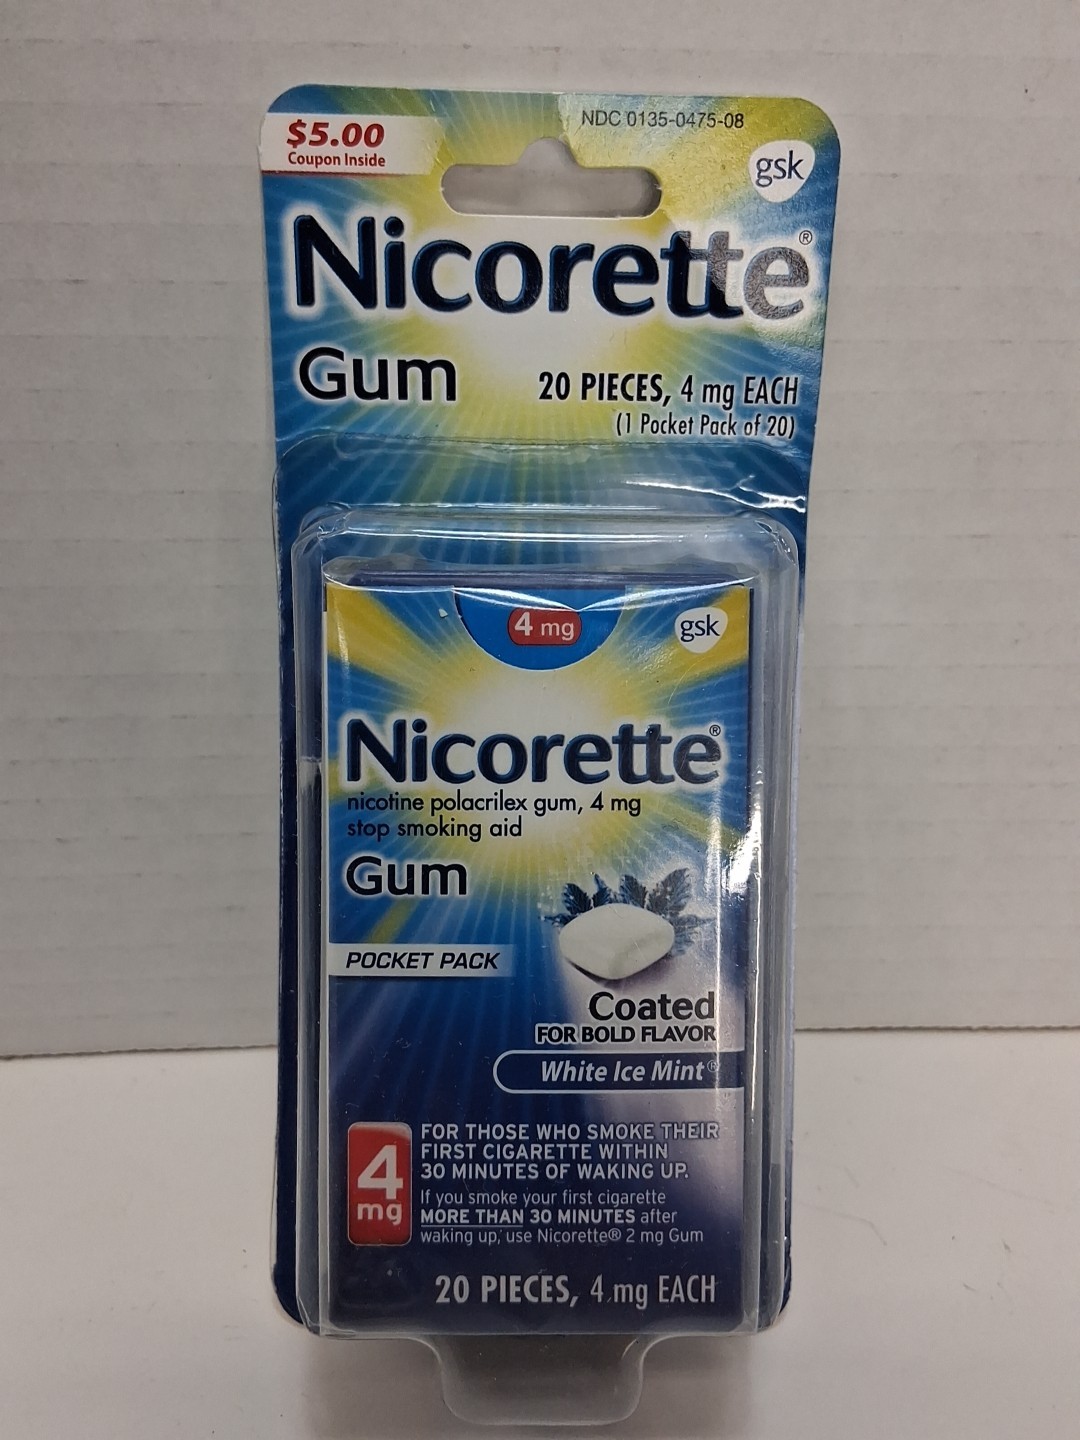 $5.00
Coupon Inside
NDC 0135-0475-08
gsk
Nicorette®
Gum
20 PIECES, 4 mg EACH
(1 Pocket Pack of 20)
4 mg
gsk
Nicorette®
nicotine polacrilex gum, 4 mg
stop smoking aid
Gum
POCKET PACK
Coated
FOR BOLD FLAVOR
White Ice Mint®
4
mg
FOR THOSE WHO SMOKE THEIR
FIRST CIGARETTE WITHIN
30 MINUTES OF WAKING UP.
If you smoke your first cigarette
MORE THAN 30 MINUTES after
waking up, use Nicorette® 2 mg Gum
20 PIECES, 4 mg EACH